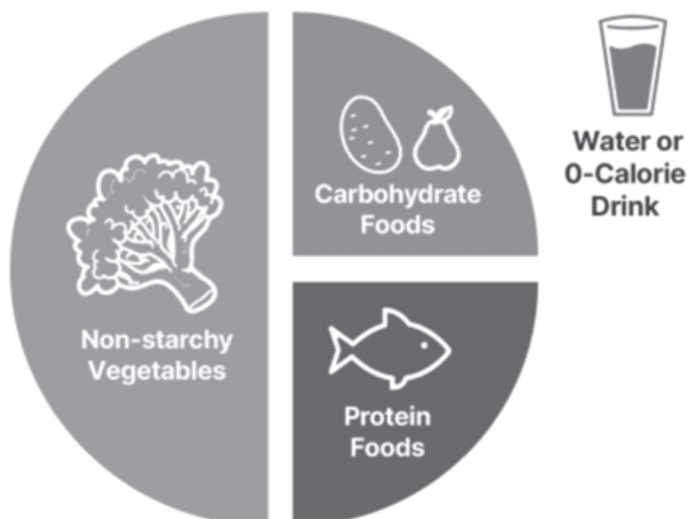 Non-starchy
Vegetables
Carbohydrate
Foods
Protein
Foods
Water or
0-Calorie
Drink